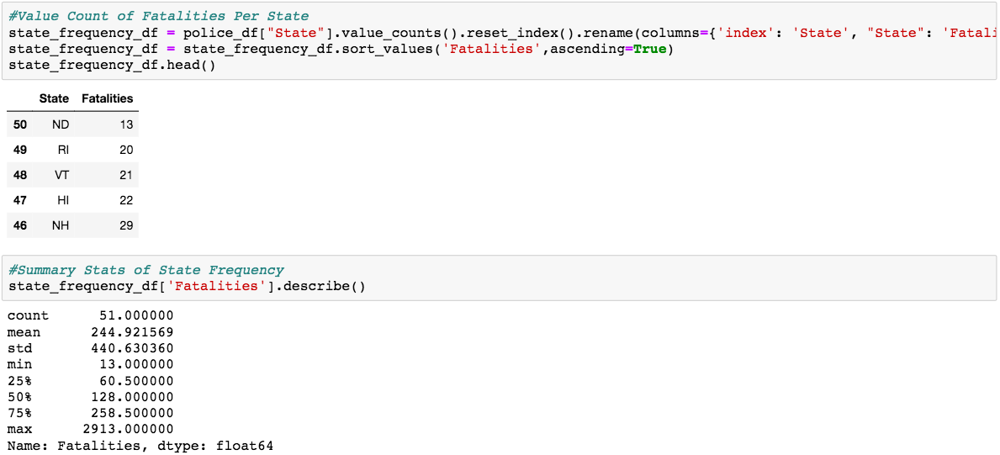 #Value Count of Fatalities Per State
state_frequency_df = police_df["State"].value_counts().reset_index().rename(columns={'index': 'State', "State": 'Fatali
state_frequency_df = state_frequency_df.sort_values('Fatalities',ascending=True)
state_frequency_df.head()
State Fatalities
50 ND 13
49 RI 20
48 VT 21
47 HI 22
46 NH 29
#Summary Stats of State Frequency
state_frequency_df['Fatalities'].describe()
count 51.000000
mean 244.921569
std 440.630360
min 13.000000
25% 60.500000
50% 128.000000
75% 258.500000
max 2913.000000
Name: Fatalities, dtype: float64